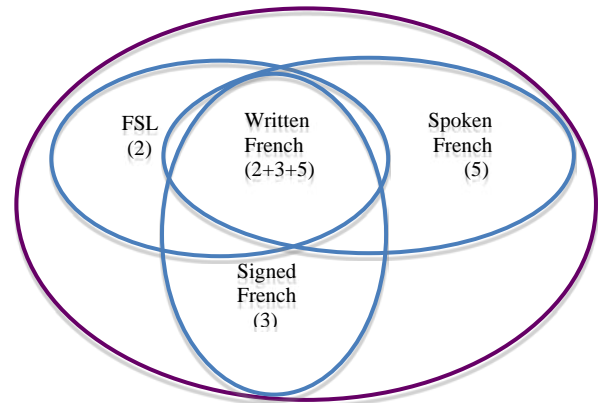 FSL
(2)
Written
French
(2+3+5)
Spoken
French
(5)
Signed
French
(3)